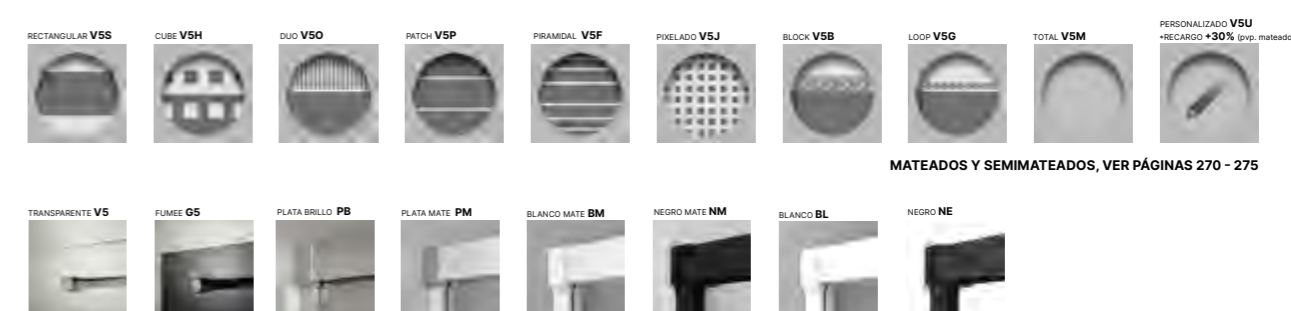 RECTANGULAR V5S
CUBE V5H
DUO V5O
PATCH V5P
PIRAMIDAL V5F
PIXELADO V5J
BLOCK V5B
LOOP V5G
TOTAL V5M
PERSONALIZADO V5U
+RECARGO +30% (pvp. mateado
MATEADOS Y SEMIMATEADOS, VER PÁGINAS 270 - 275
TRANSPARENTE V5
FUMEE G5
PLATA BRILLO PB
PLATA MATE PM
BLANCO MATE BM
NEGRO MATE NM
BLANCO BL
NEGRO NE